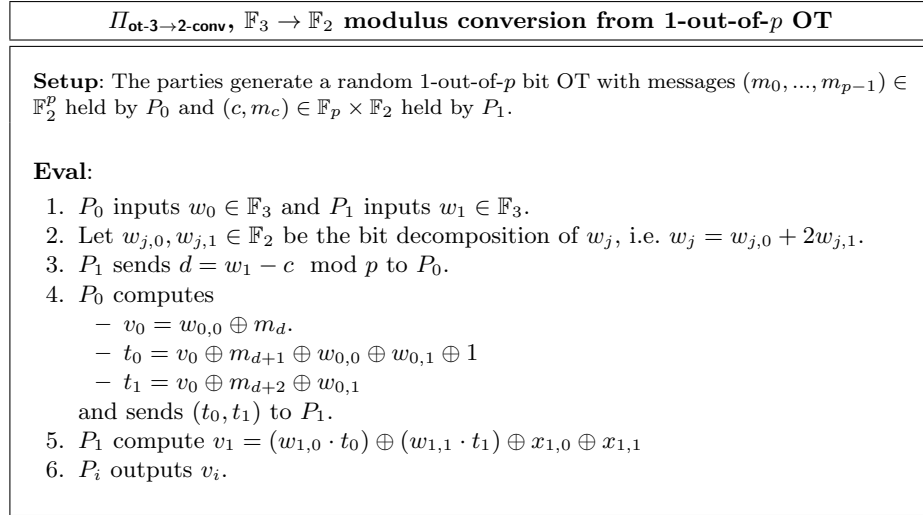 Π_ot-3→2-conv, 𝔽₃ → 𝔽₂ modulus conversion from 1-out-of-p OT
Setup: The parties generate a random 1-out-of-p bit OT with messages (m₀, ..., m_{p−1}) ∈
𝔽₂^p held by P₀ and (c, m_c) ∈ 𝔽_p × 𝔽₂ held by P₁.
Eval:
1. P₀ inputs w₀ ∈ 𝔽₃ and P₁ inputs w₁ ∈ 𝔽₃.
2. Let w_{j,0}, w_{j,1} ∈ 𝔽₂ be the bit decomposition of w_j, i.e. w_j = w_{j,0} + 2w_{j,1}.
3. P₁ sends d = w₁ − c mod p to P₀.
4. P₀ computes
– v₀ = w_{0,0} ⊕ m_d.
– t₀ = v₀ ⊕ m_{d+1} ⊕ w_{0,0} ⊕ w_{0,1} ⊕ 1
– t₁ = v₀ ⊕ m_{d+2} ⊕ w_{0,1}
and sends (t₀, t₁) to P₁.
5. P₁ compute v₁ = (w_{1,0} · t₀) ⊕ (w_{1,1} · t₁) ⊕ x_{1,0} ⊕ x_{1,1}
6. P_i outputs v_i.